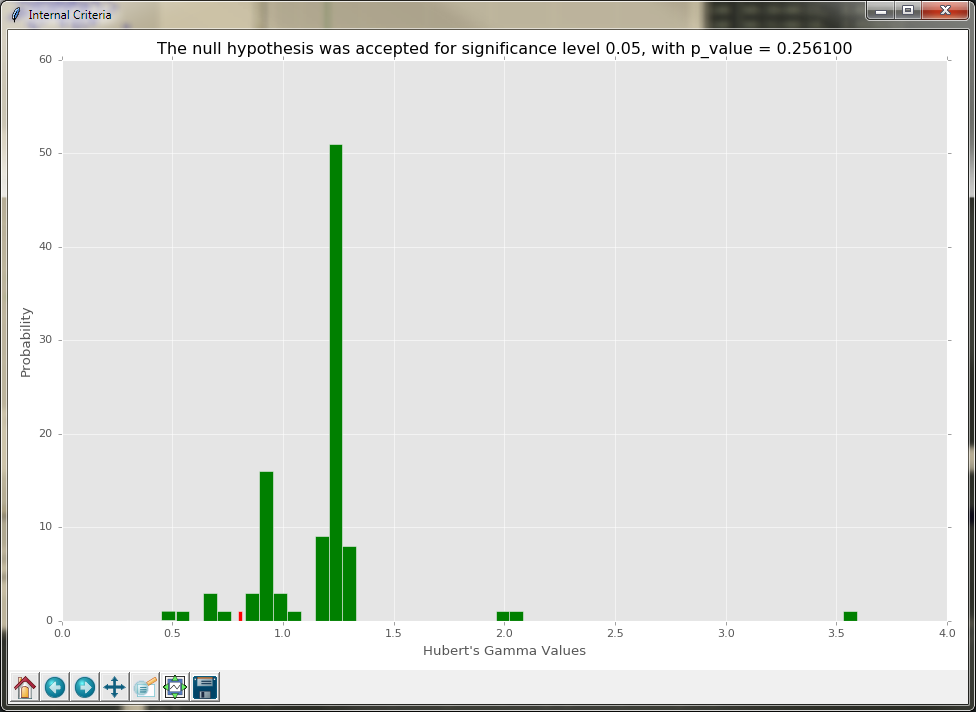 Internal Criteria
The null hypothesis was accepted for significance level 0.05, with p_value = 0.256100
60
50
40
30
20
10
0
Probability
0.0 0.5 1.0 1.5 2.0 2.5 3.0 3.5 4.0
Hubert's Gamma Values